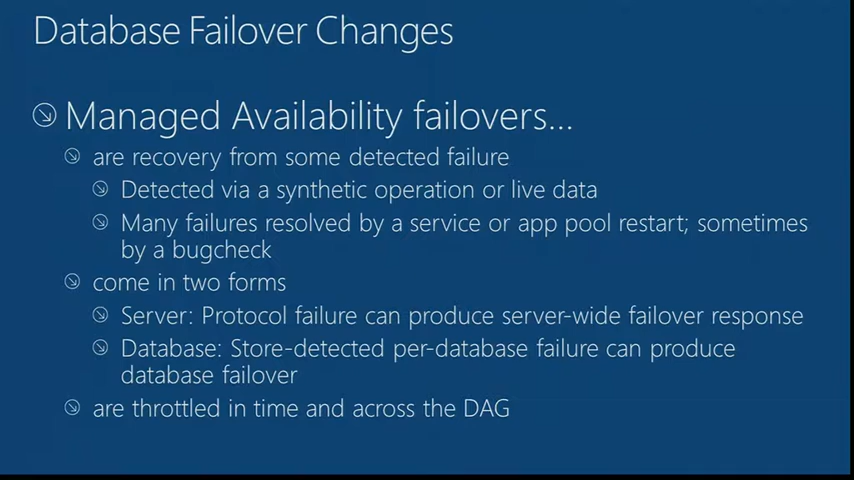 Database Failover Changes
Managed Availability failovers...
are recovery from some detected failure
Detected via a synthetic operation or live data
Many failures resolved by a service or app pool restart; sometimes
by a bugcheck
come in two forms
Server: Protocol failure can produce server-wide failover response
Database: Store-detected per-database failure can produce
database failover
are throttled in time and across the DAG